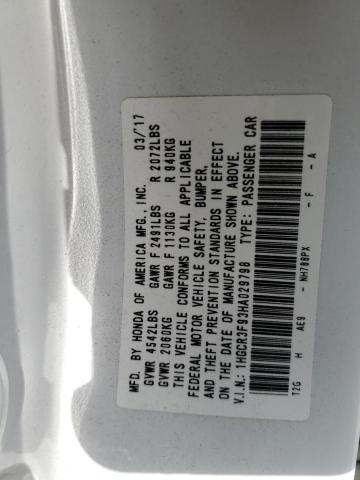 MFD. BY HONDA OF AMERICA MFG., INC. 03/'17
GVWR 4542LBS GAWR F 2491LBS R 2072LBS
GVWR 2060KG GAWR F 1130KG R 940KG
THIS VEHICLE CONFORMS TO ALL APPLICABLE
FEDERAL MOTOR VEHICLE SAFETY, BUMPER,
AND THEFT PREVENTION STANDARDS IN EFFECT
ON THE DATE OF MANUFACTURE SHOWN ABOVE.
V.I.N.: 1HGCR3F93HA029798 TYPE: PASSENGER CAR
T2G H AE9 - NH788PX - F - A